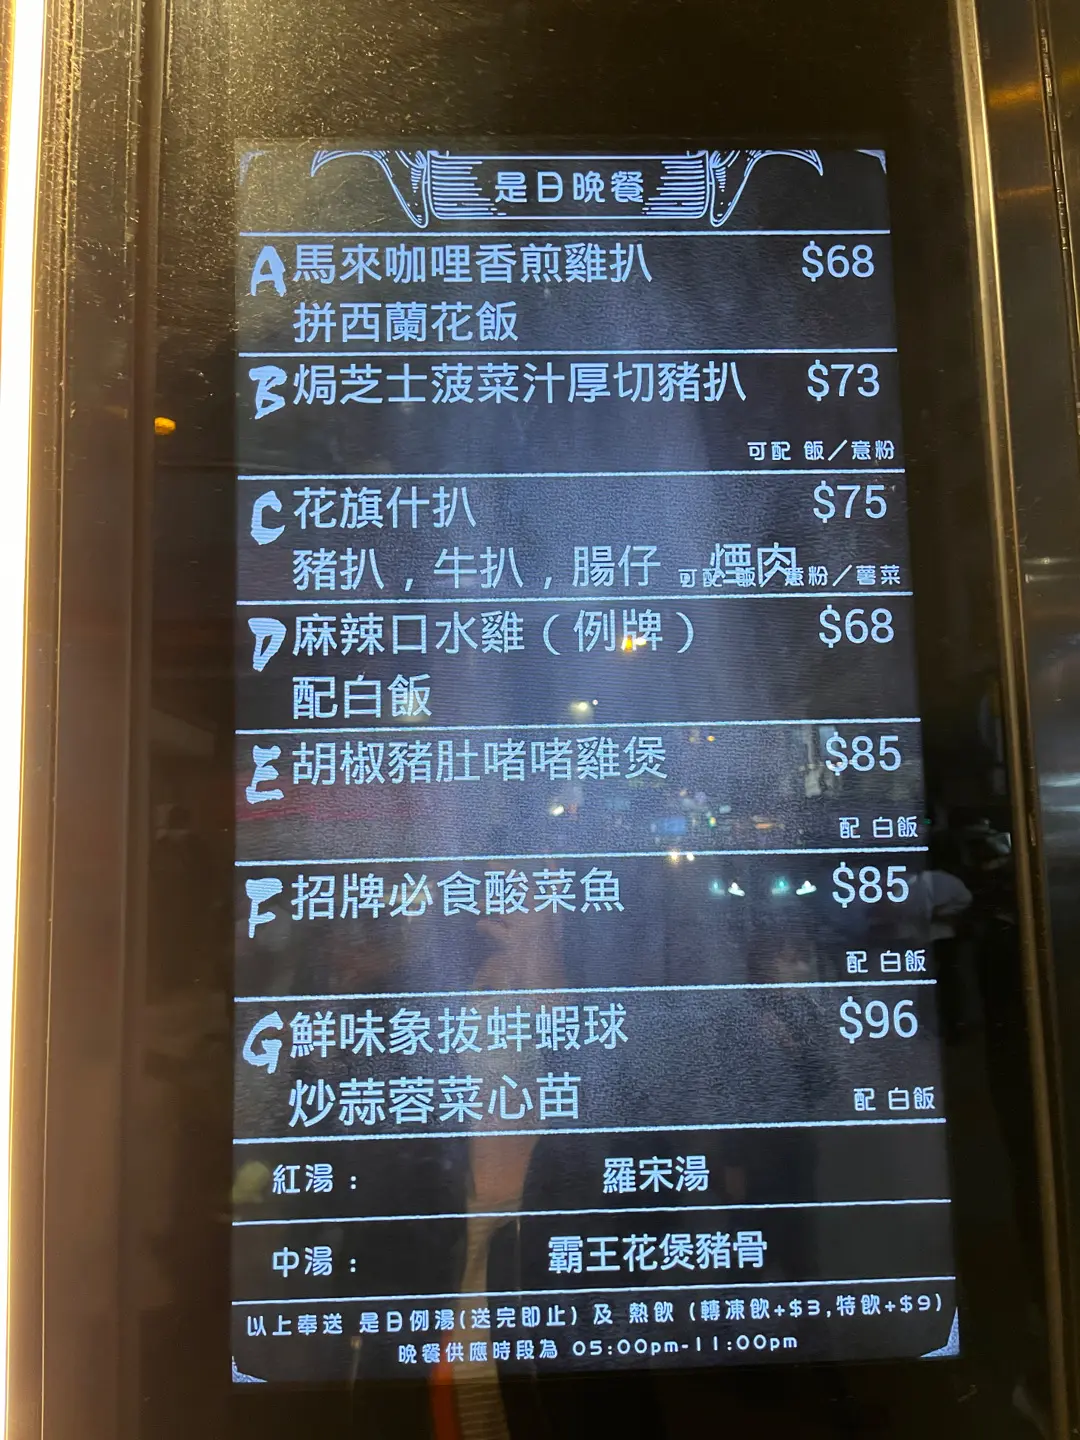 是日晚餐
A 馬來咖哩香煎雞扒 $68
拼西蘭花飯
B 焗芝士菠菜汁厚切豬扒 $73
可配 飯／意粉
C 花旗什扒 $75
豬扒，牛扒，腸仔 煙肉
可配 飯／意粉／薯菜
D 麻辣口水雞（例牌） $68
配白飯
E 胡椒豬肚啫啫雞煲 $85
配 白飯
F 招牌必食酸菜魚 $85
配 白飯
G 鮮味象拔蚌蝦球 $96
炒蒜蓉菜心苗
配 白飯
紅湯： 羅宋湯
中湯： 霸王花煲豬骨
以上奉送 是日例湯(送完即止) 及 熱飲 (轉凍飲+$3,特飲+$9)
晚餐供應時段為 05:00pm-11:00pm